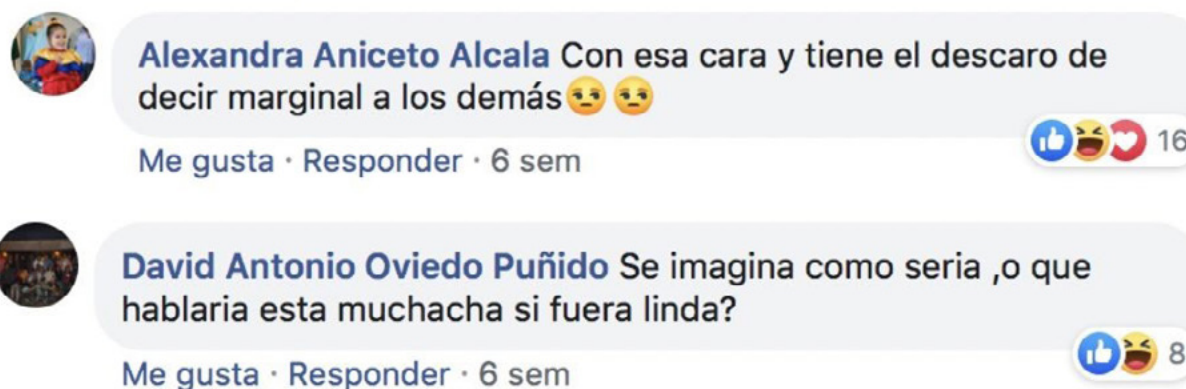 Alexandra Aniceto Alcala Con esa cara y tiene el descaro de
decir marginal a los demás😒😒
16
Me gusta · Responder · 6 sem
David Antonio Oviedo Puñido Se imagina como seria ,o que
hablaria esta muchacha si fuera linda?
8
Me gusta · Responder · 6 sem